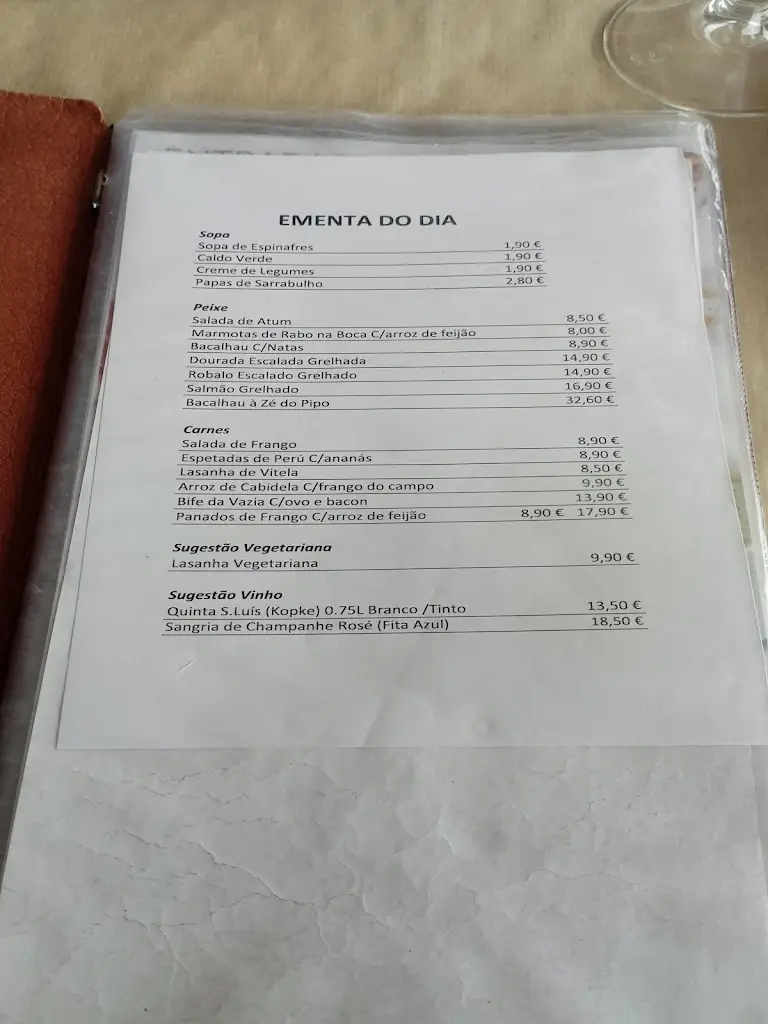 EMENTA DO DIA
Sopa
Sopa de Espinafres 1,90 €
Caldo Verde 1,90 €
Creme de Legumes 1,90 €
Papas de Sarrabulho 2,80 €
Peixe
Salada de Atum 8,50 €
Marmotas de Rabo na Boca C/arroz de feijão 8,00 €
Bacalhau C/Natas 8,90 €
Dourada Escalada Grelhada 14,90 €
Robalo Escalado Grelhado 14,90 €
Salmão Grelhado 16,90 €
Bacalhau à Zé do Pipo 32,60 €
Carnes
Salada de Frango 8,90 €
Espetadas de Perú C/ananás 8,90 €
Lasanha de Vitela 8,50 €
Arroz de Cabidela C/frango do campo 9,90 €
Bife da Vazia C/ovo e bacon 13,90 €
Panados de Frango C/arroz de feijão 8,90 € 17,90 €
Sugestão Vegetariana
Lasanha Vegetariana 9,90 €
Sugestão Vinho
Quinta S.Luís (Kopke) 0.75L Branco /Tinto 13,50 €
Sangria de Champanhe Rosé (Fita Azul) 18,50 €